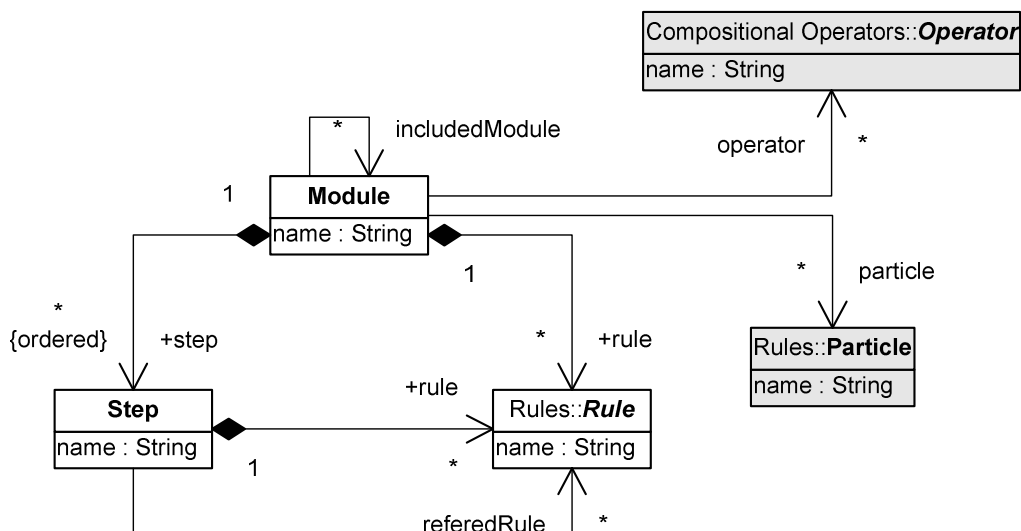 Compositional Operators::Operator
name : String
*
includedModule
operator
*
1
Module
name : String
1
*
particle
*
{ordered}
+step
*
+rule
Rules::Particle
name : String
+rule
Step
name : String
Rules::Rule
name : String
1
*
referedRule
*